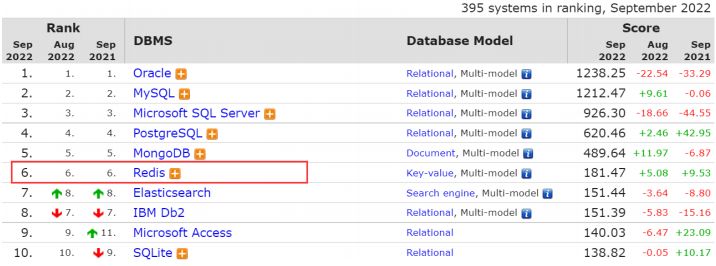 395 systems in ranking, September 2022
Rank DBMS Database Model Score
Sep 2022 Aug 2022 Sep 2021 Sep 2022 Aug 2022 Sep 2021
1. 1. 1. Oracle Relational, Multi-model 1238.25 -22.54 -33.29
2. 2. 2. MySQL Relational, Multi-model 1212.47 +9.61 -0.06
3. 3. 3. Microsoft SQL Server Relational, Multi-model 926.30 -18.66 -44.55
4. 4. 4. PostgreSQL Relational, Multi-model 620.46 +2.46 +42.95
5. 5. 5. MongoDB Document, Multi-model 489.64 +11.97 -6.87
6. 6. 6. Redis Key-value, Multi-model 181.47 +5.08 +9.53
7. 8. 8. Elasticsearch Search engine, Multi-model 151.44 -3.64 -8.80
8. 7. 7. IBM Db2 Relational, Multi-model 151.39 -5.83 -15.16
9. 9. 11. Microsoft Access Relational 140.03 -6.47 +23.09
10. 10. 9. SQLite Relational 138.82 -0.05 +10.17